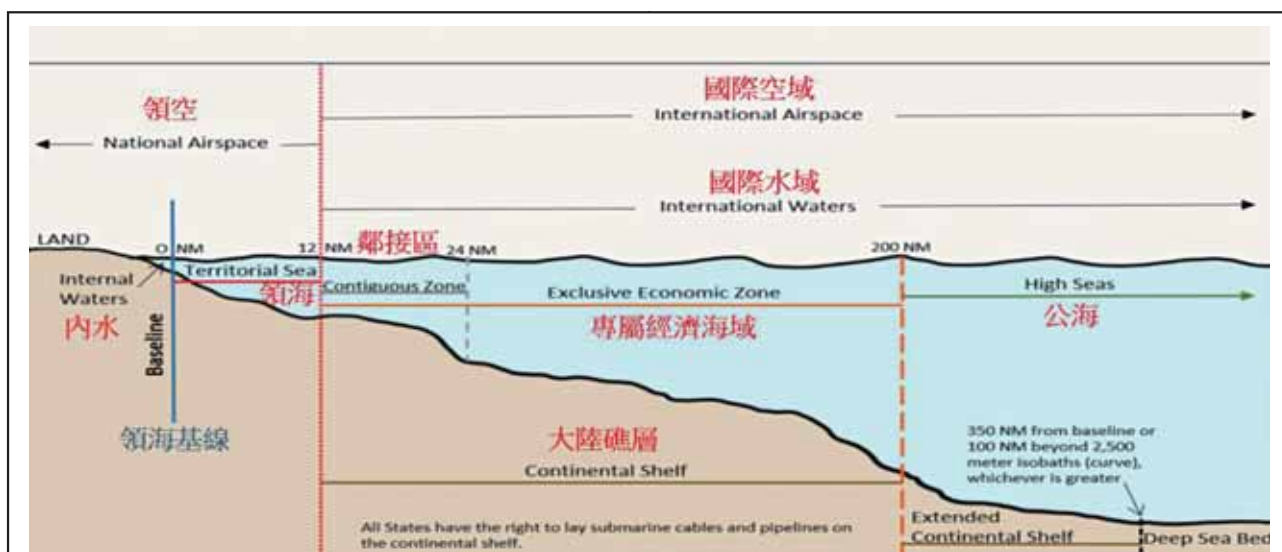 領空
National Airspace
國際空域
International Airspace
國際水域
International Waters
LAND
0 NM
12 NM
鄰接區
24 NM
200 NM
Internal
Waters
內水
Territorial Sea
領海
Contiguous Zone
Exclusive Economic Zone
專屬經濟海域
High Seas
公海
Baseline
領海基線
大陸礁層
Continental Shelf
350 NM from baseline or
100 NM beyond 2,500
meter isobaths (curve),
whichever is greater
All States have the right to lay submarine cables and pipelines on
the continental shelf.
Extended
Continental Shelf
Deep Sea Bed